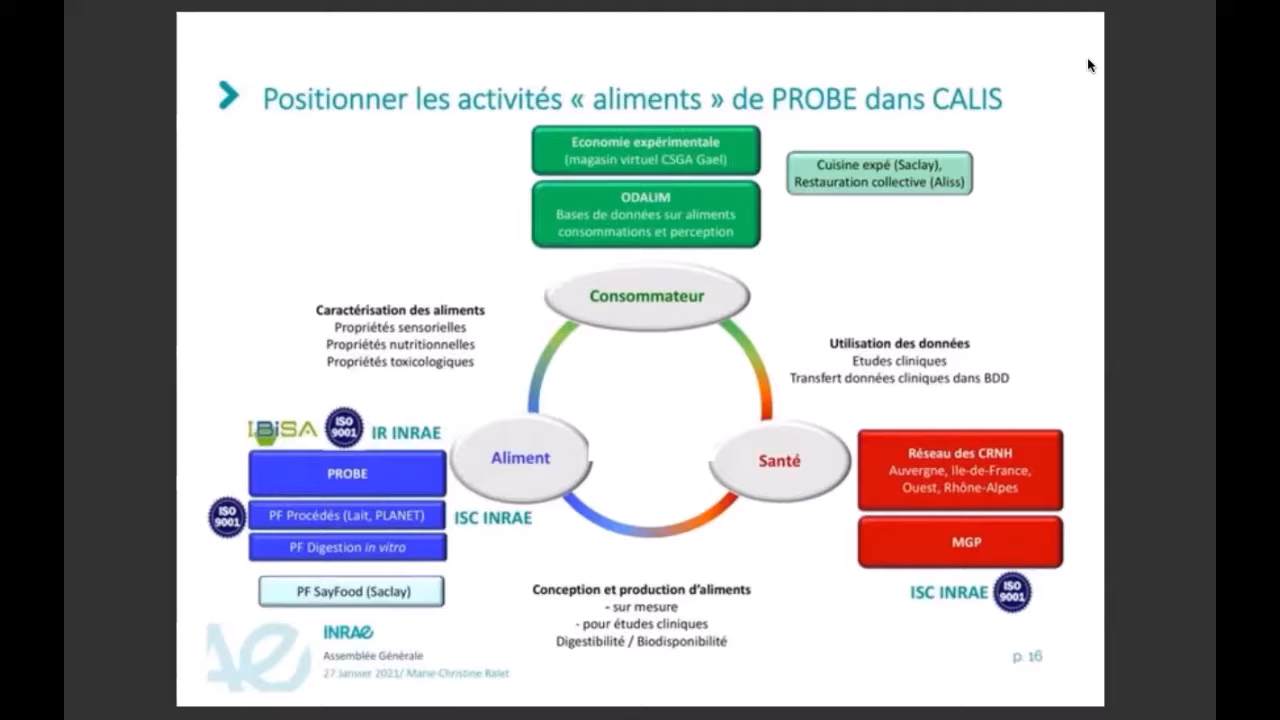 Positionner les activités « aliments » de PROBE dans CALIS
Economie expérimentale
(magasin virtuel CSGA Gael)
Cuisine expé (Saclay),
Restauration collective (Aliss)
ODALIM
Bases de données sur aliments
consommations et perception
Consommateur
Caractérisation des aliments
Propriétés sensorielles
Propriétés nutritionnelles
Propriétés toxicologiques
Utilisation des données
Etudes cliniques
Transfert données cliniques dans BDD
IBiSA
ISO
9001
IR INRAE
Aliment
Santé
PROBE
ISO
9001
PF Procédés (Lait, PLANET)
ISC INRAE
PF Digestion in vitro
PF SayFood (Saclay)
Réseau des CRNH
Auvergne, Ile-de-France,
Ouest, Rhône-Alpes
MGP
ISC INRAE
ISO
9001
Conception et production d'aliments
- sur mesure
- pour études cliniques
Digestibilité / Biodisponibilité
INRAE
Assemblée Générale
27 Janvier 2021/ Marie-Christine Ralet
p. 16